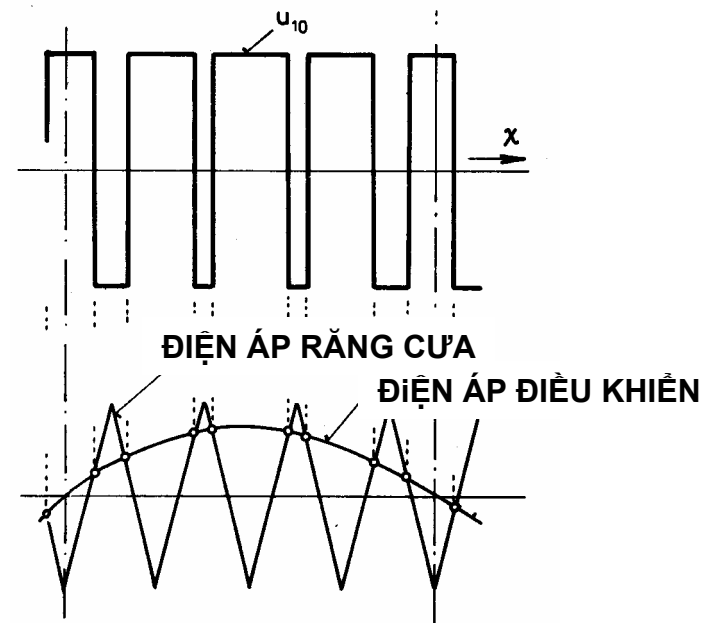 u₁₀
χ
ĐIỆN ÁP RĂNG CƯA
ĐiỆN ÁP ĐIỀU KHIỂN